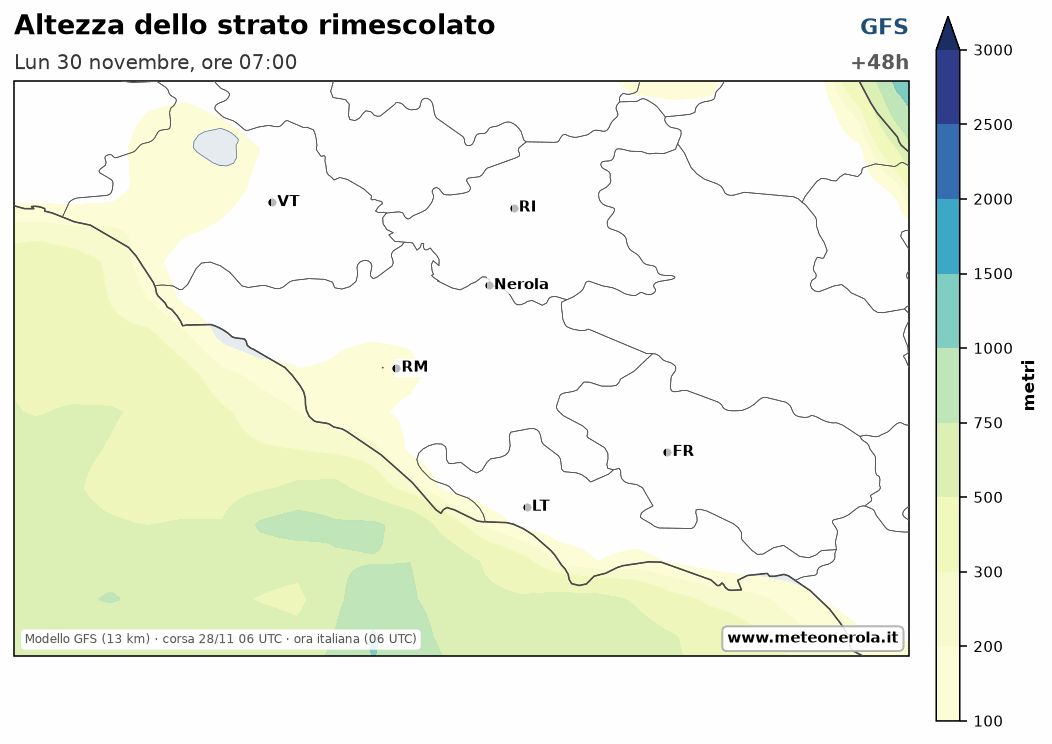 Altezza dello strato rimescolato
GFS
Lun 30 novembre, ore 07:00
+48h
VT
RI
Nerola
RM
FR
LT
3000
2500
2000
1500
1000
750
500
300
200
100
metri
Modello GFS (13 km) · corsa 28/11 06 UTC · ora italiana (06 UTC)
www.meteonerola.it